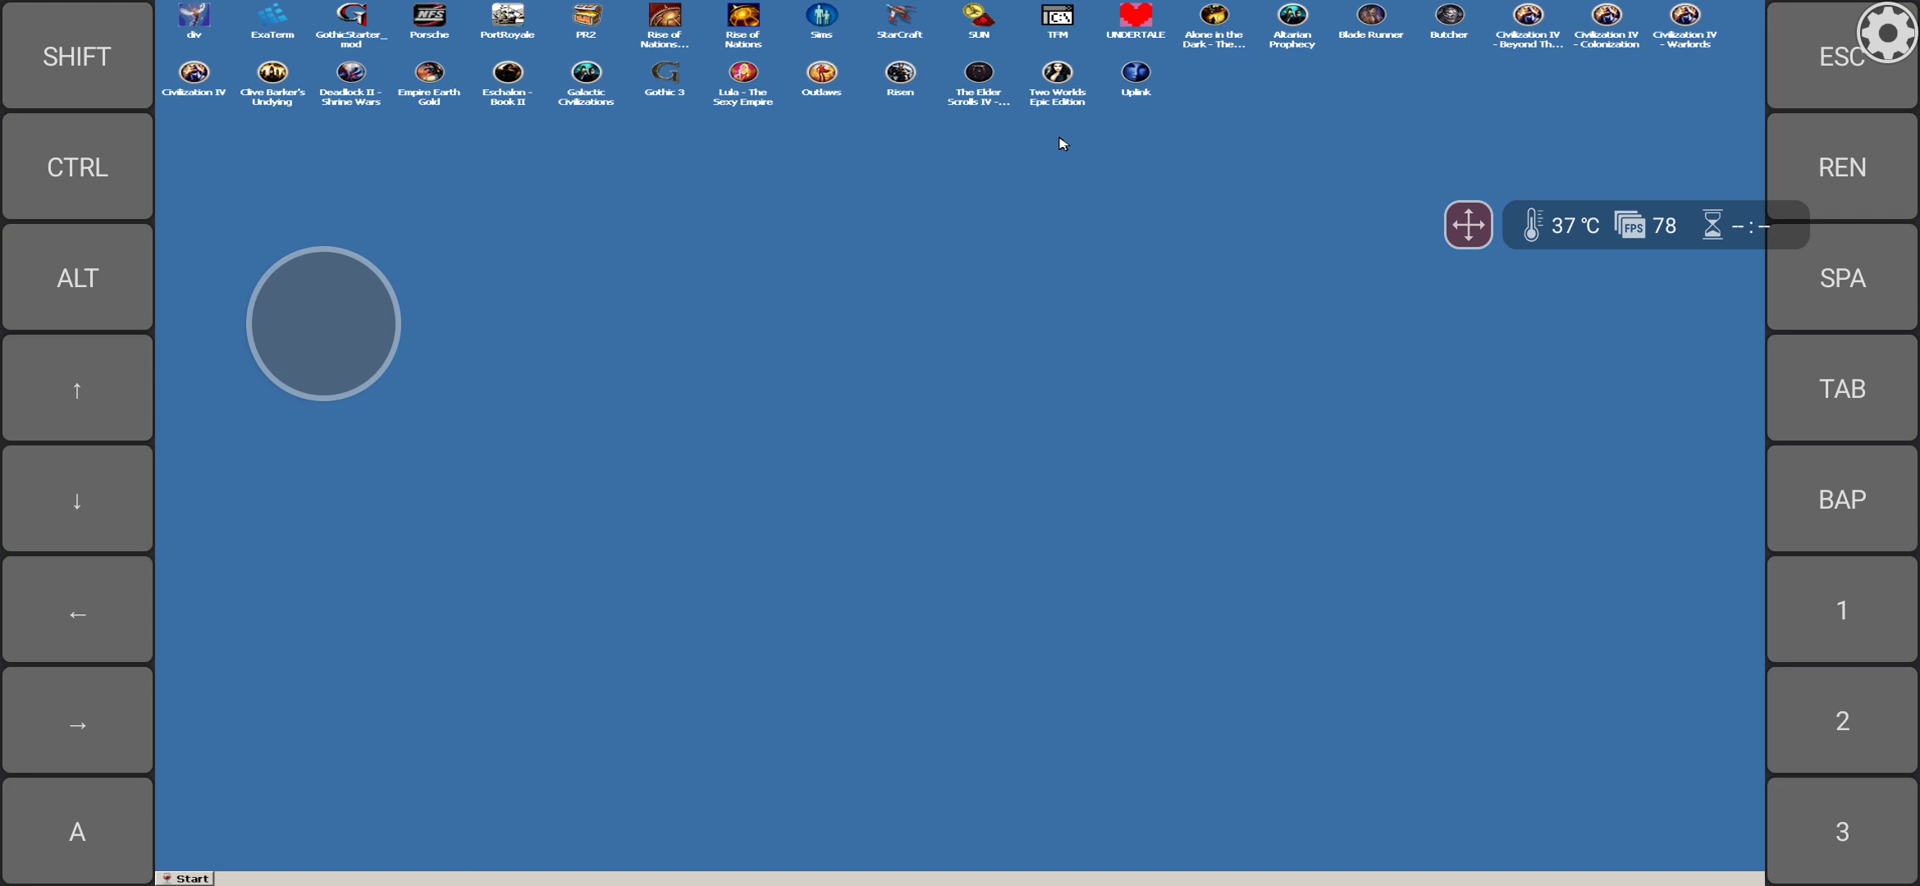 SHIFT
CTRL
ALT
↑
↓
←
→
A
div
ExaTerm
GothicStarter_
mod
Porsche
NFS
PortRoyale
PR2
Rise of
Nations...
Rise of
Nations
Sims
StarCraft
SUN
C:\
TFM
UNDERTALE
Alone in the
Dark - The...
Altarian
Prophecy
Blade Runner
Butcher
Civilization IV
- Beyond Th...
Civilization IV
- Colonization
Civilization IV
- Warlords
Civilization IV
Clive Barker's
Undying
Deadlock II -
Shrine Wars
Empire Earth
Gold
Eschalon -
Book II
Galactic
Civilizations
Gothic 3
Lula - The
Sexy Empire
Outlaws
Risen
The Elder
Scrolls IV -...
Two Worlds
Epic Edition
Uplink
37 °C FPS 78 --:--
Start
ESC
REN
SPA
TAB
BAP
1
2
3